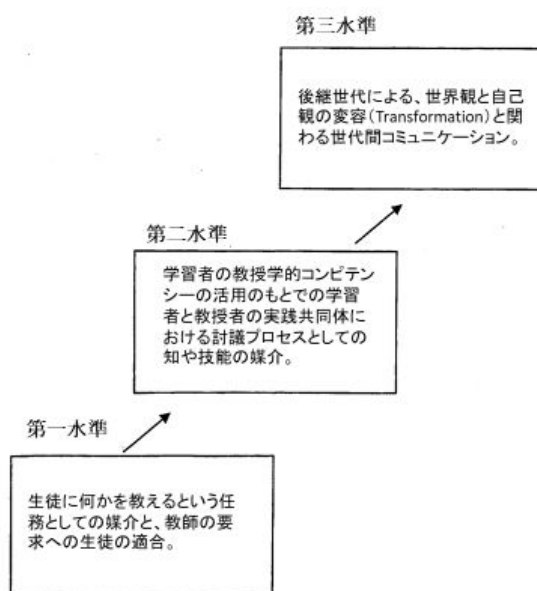 第三水準
後継世代による、世界観と自己
観の変容(Transformation)と関
わる世代間コミュニケーション。
第二水準
学習者の教授学的コンピテン
シーの活用のもとでの学習
者と教授者の実践共同体に
おける討議プロセスとしての
知や技能の媒介。
第一水準
生徒に何かを教えるという任
務としての媒介と、教師の要
求への生徒の適合。